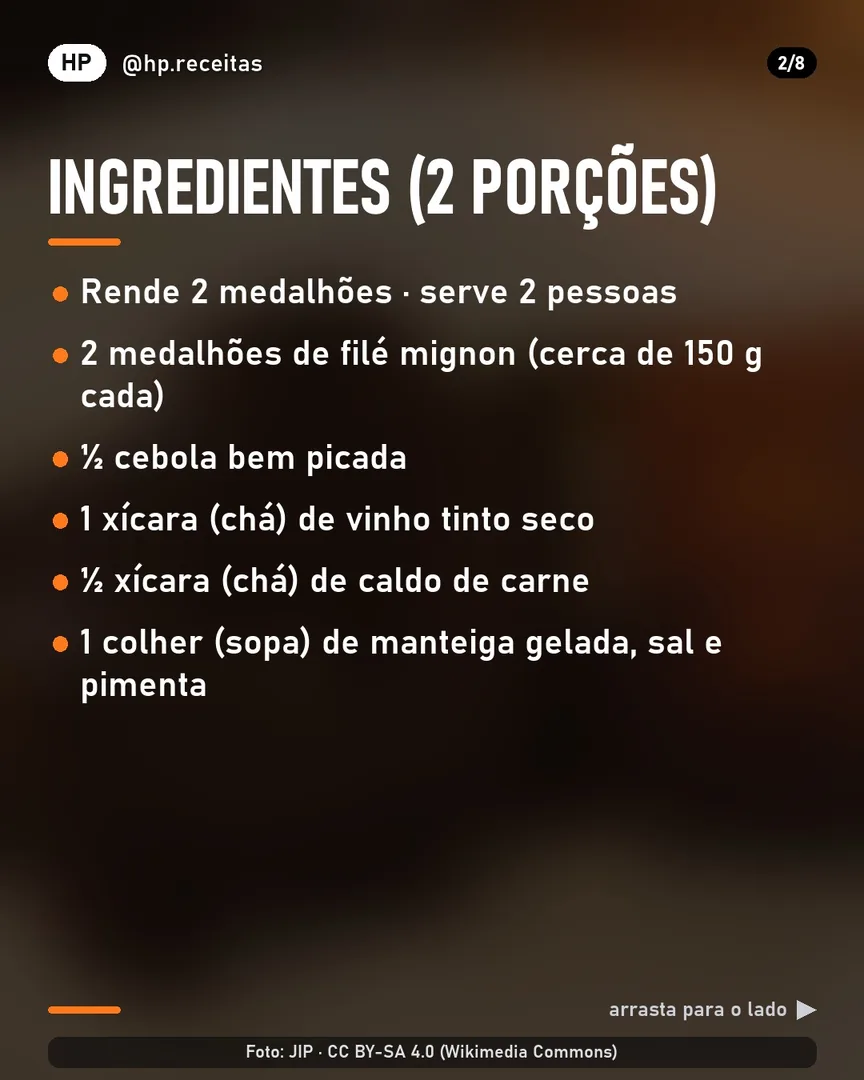 HP @hp.receitas 2/8
INGREDIENTES (2 PORÇÕES)
Rende 2 medalhões · serve 2 pessoas
2 medalhões de filé mignon (cerca de 150 g
cada)
½ cebola bem picada
1 xícara (chá) de vinho tinto seco
½ xícara (chá) de caldo de carne
1 colher (sopa) de manteiga gelada, sal e
pimenta
arrasta para o lado ▶
Foto: JIP · CC BY-SA 4.0 (Wikimedia Commons)